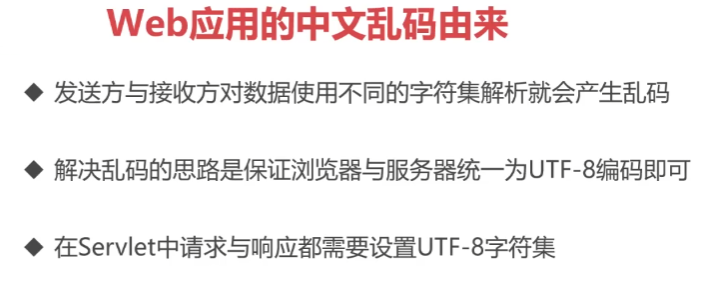 Web应用的中文乱码由来
◆ 发送方与接收方对数据使用不同的字符集解析就会产生乱码
◆ 解决乱码的思路是保证浏览器与服务器统一为UTF-8编码即可
◆ 在Servlet中请求与响应都需要设置UTF-8字符集